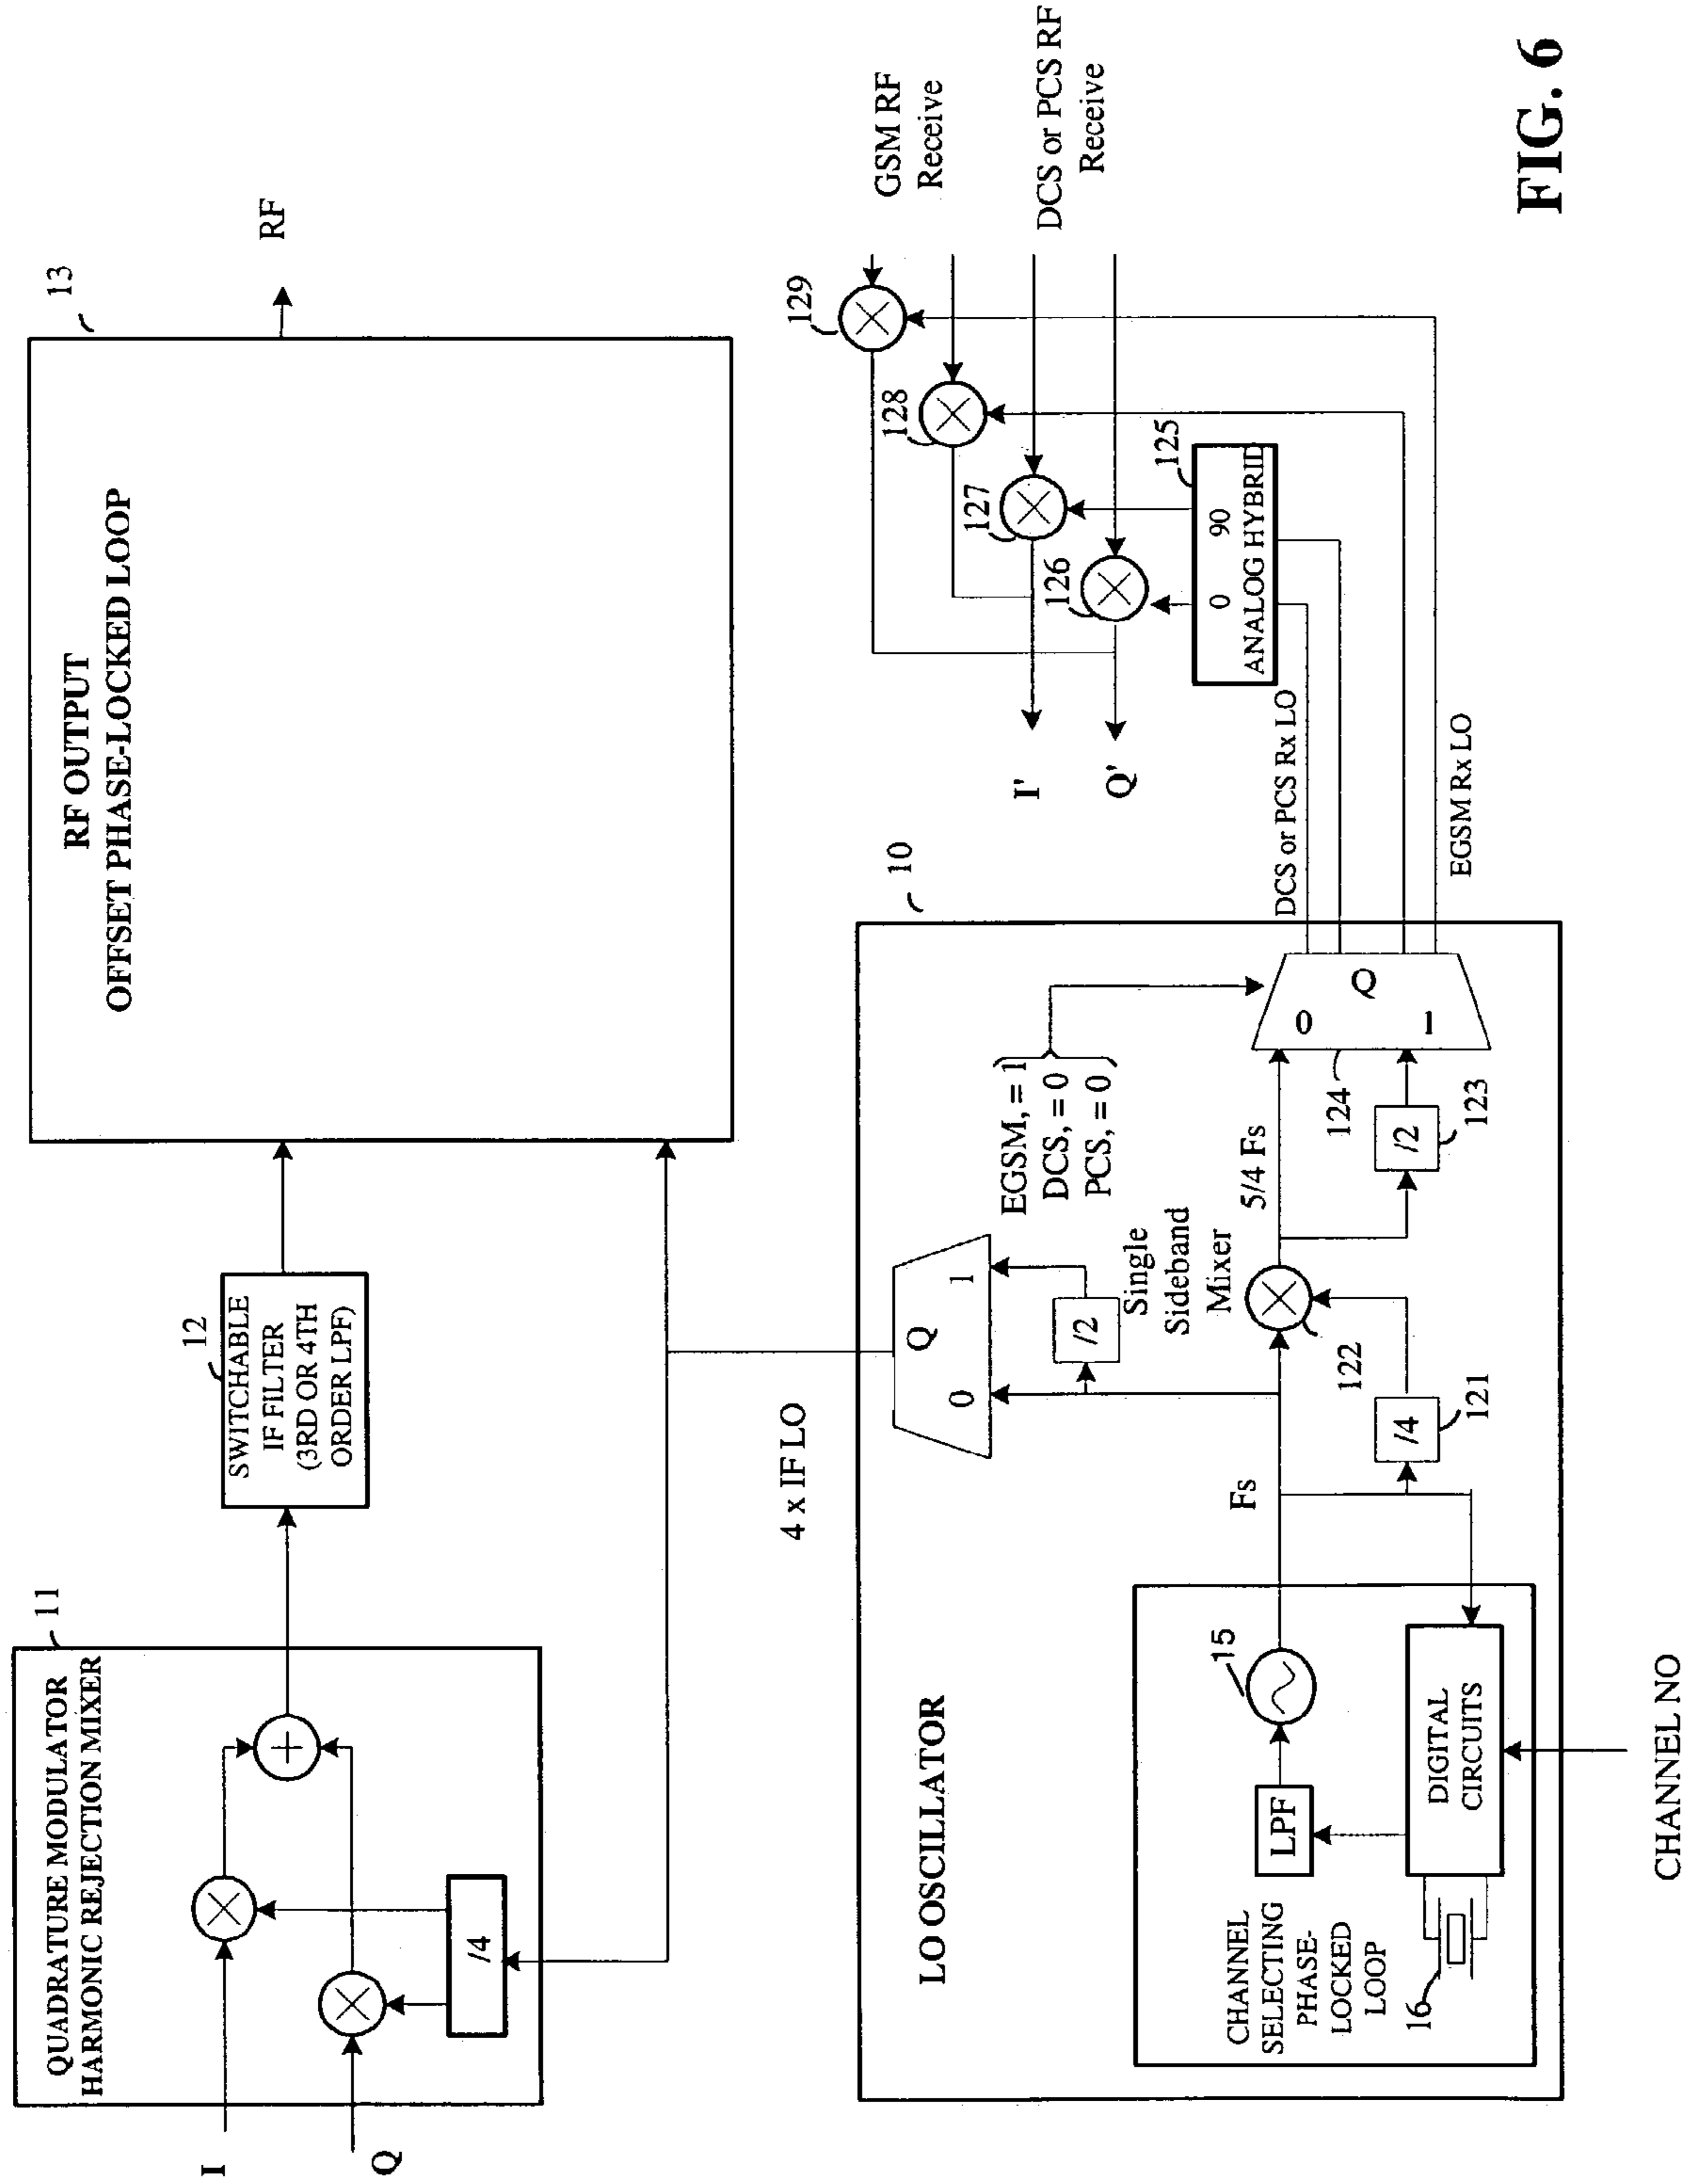 QUADRATURE MODULATOR
HARMONIC REJECTION MIXER
11
I
Q
/4
12
SWITCHABLE
IF FILTER
(3RD OR 4TH
ORDER LPF)
RF OUTPUT
OFFSET PHASE-LOCKED LOOP
13
RF
4 x IF LO
LO OSCILLATOR
10
CHANNEL
SELECTING
PHASE-
LOCKED
LOOP
16
LPF
15
DIGITAL
CIRCUITS
CHANNEL NO
Fs
/4
121
122
Single
Sideband
Mixer
0
Q
1
/2
5/4 Fs
/2
123
124
EGSM, = 1
DCS, = 0
PCS, = 0
0
Q
1
DCS or PCS Rx LO
EGSM Rx LO
I'
Q'
0
90
ANALOG HYBRID
125
126
127
128
129
GSM RF
Receive
DCS or PCS RF
Receive
FIG. 6